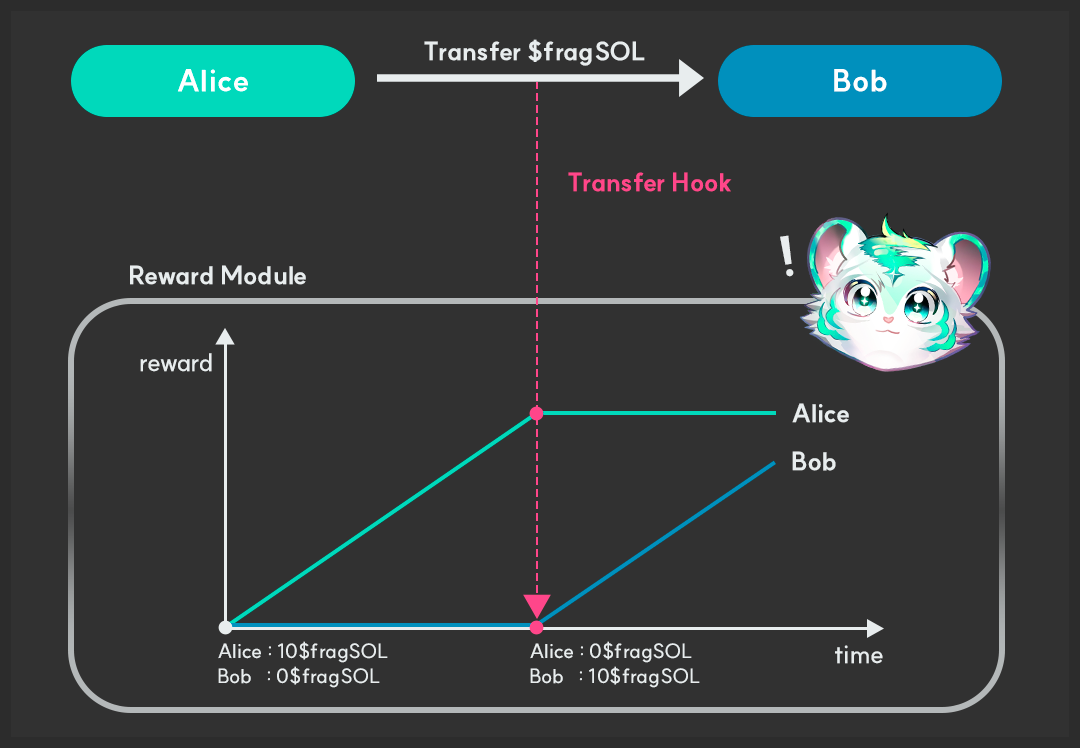 Transfer $fragSOL
Alice
Bob
Transfer Hook
!
Reward Module
reward
Alice
Bob
Alice : 10$fragSOL
Bob : 0$fragSOL
Alice : 0$fragSOL
Bob : 10$fragSOL
time